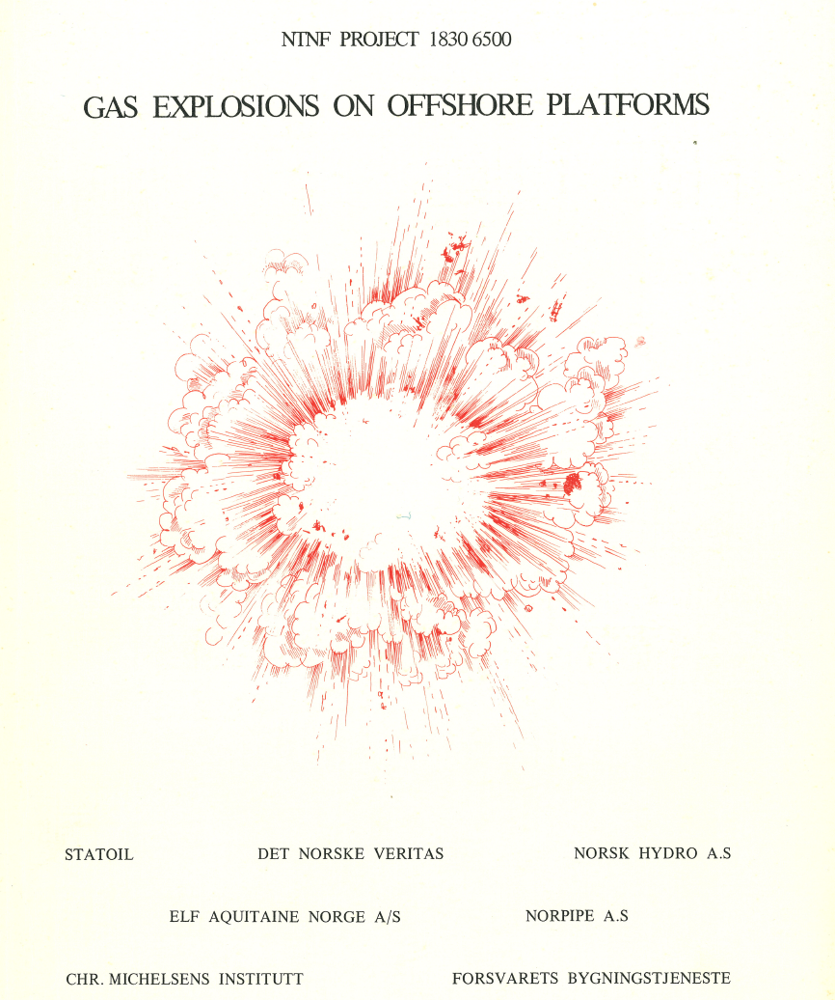 NTNF PROJECT 1830 6500
GAS EXPLOSIONS ON OFFSHORE PLATFORMS
STATOIL DET NORSKE VERITAS NORSK HYDRO A.S
ELF AQUITAINE NORGE A/S NORPIPE A.S
CHR. MICHELSENS INSTITUTT FORSVARETS BYGNINGSTJENESTE